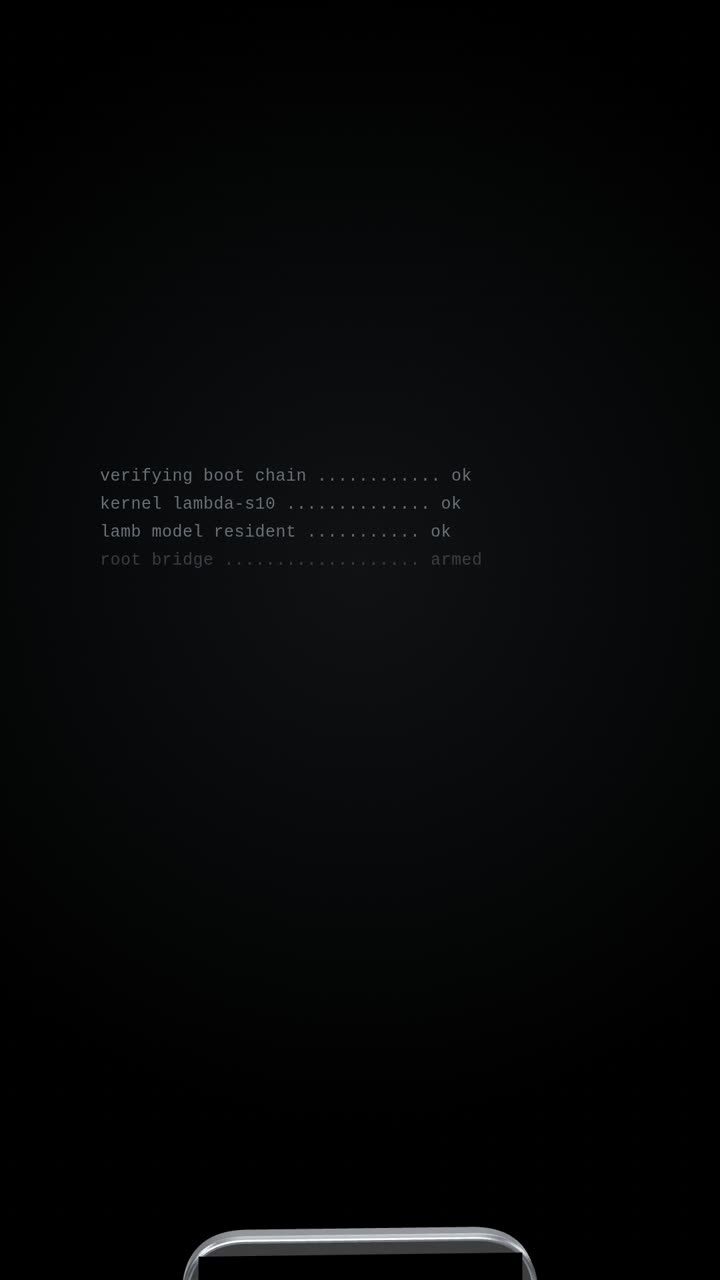 verifying boot chain ............ ok
kernel lambda-s10 .............. ok
lamb model resident ........... ok
root bridge ................... armed